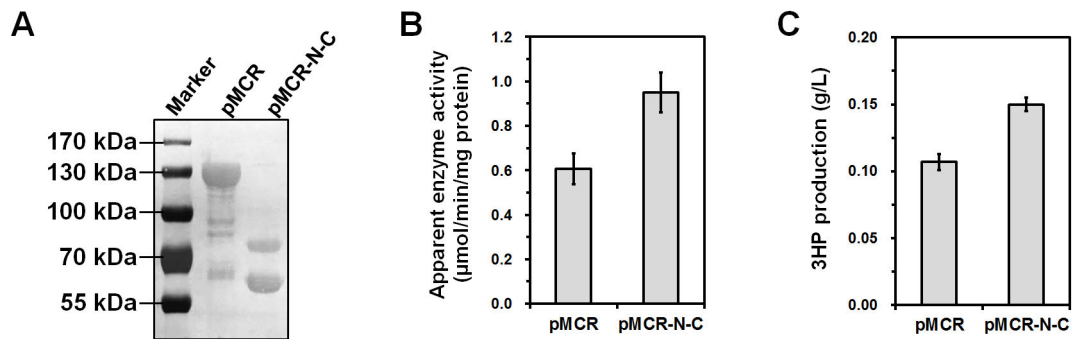 A
Marker
pMCR
pMCR-N-C
170 kDa
130 kDa
100 kDa
70 kDa
55 kDa
B
Apparent enzyme activity
(μmol/min/mg protein)
1.2
1.0
0.8
0.6
0.4
0.2
0.0
pMCR
pMCR-N-C
C
3HP production (g/L)
0.20
0.15
0.10
0.05
0.00
pMCR
pMCR-N-C